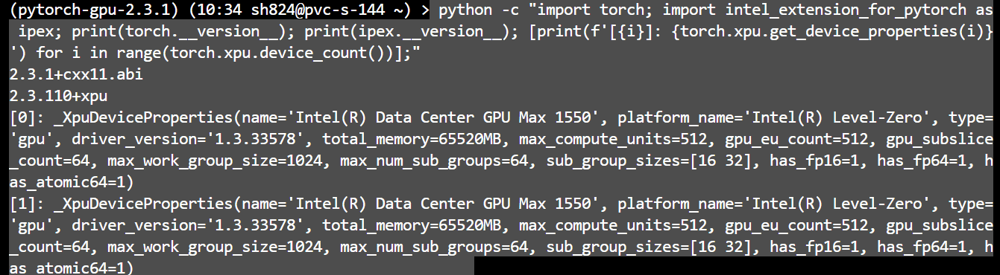 (pytorch-gpu-2.3.1) (10:34 sh824@pvc-s-144 ~) > python -c "import torch; import intel_extension_for_pytorch as
 ipex; print(torch.__version__); print(ipex.__version__); [print(f'[{i}]: {torch.xpu.get_device_properties(i)}
') for i in range(torch.xpu.device_count())];"
2.3.1+cxx11.abi
2.3.110+xpu
[0]: _XpuDeviceProperties(name='Intel(R) Data Center GPU Max 1550', platform_name='Intel(R) Level-Zero', type=
'gpu', driver_version='1.3.33578', total_memory=65520MB, max_compute_units=512, gpu_eu_count=512, gpu_subslice
_count=64, max_work_group_size=1024, max_num_sub_groups=64, sub_group_sizes=[16 32], has_fp16=1, has_fp64=1, h
as_atomic64=1)
[1]: _XpuDeviceProperties(name='Intel(R) Data Center GPU Max 1550', platform_name='Intel(R) Level-Zero', type=
'gpu', driver_version='1.3.33578', total_memory=65520MB, max_compute_units=512, gpu_eu_count=512, gpu_subslice
_count=64, max_work_group_size=1024, max_num_sub_groups=64, sub_group_sizes=[16 32], has_fp16=1, has_fp64=1, h
as_atomic64=1)